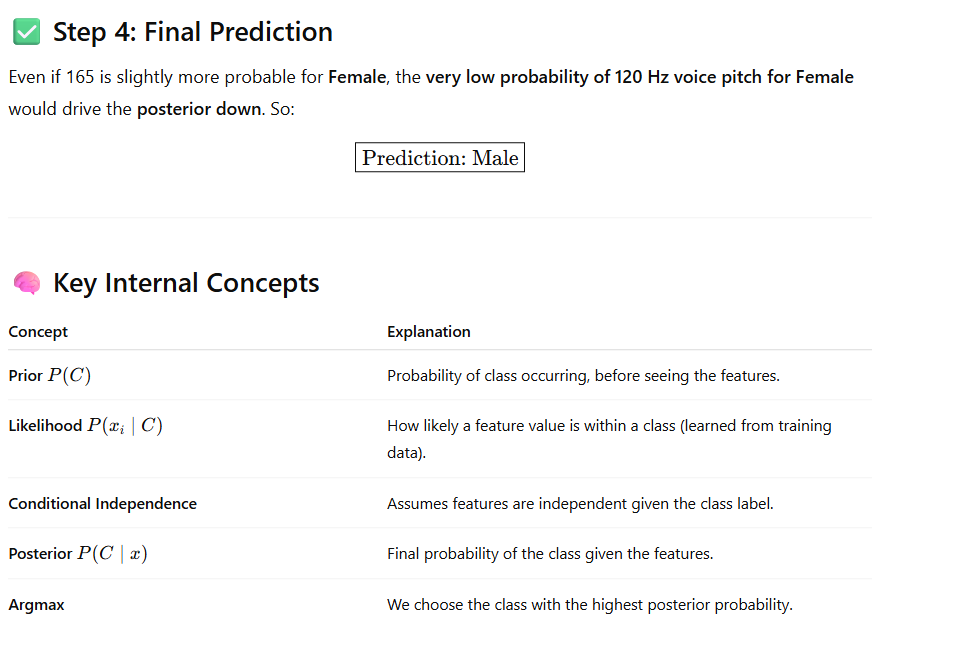 ✅ Step 4: Final Prediction
Even if 165 is slightly more probable for Female, the very low probability of 120 Hz voice pitch for Female
would drive the posterior down. So:
Prediction: Male
🧠 Key Internal Concepts
Concept Explanation
Prior P(C) Probability of class occurring, before seeing the features.
Likelihood P(xᵢ | C) How likely a feature value is within a class (learned from training
data).
Conditional Independence Assumes features are independent given the class label.
Posterior P(C | x) Final probability of the class given the features.
Argmax We choose the class with the highest posterior probability.